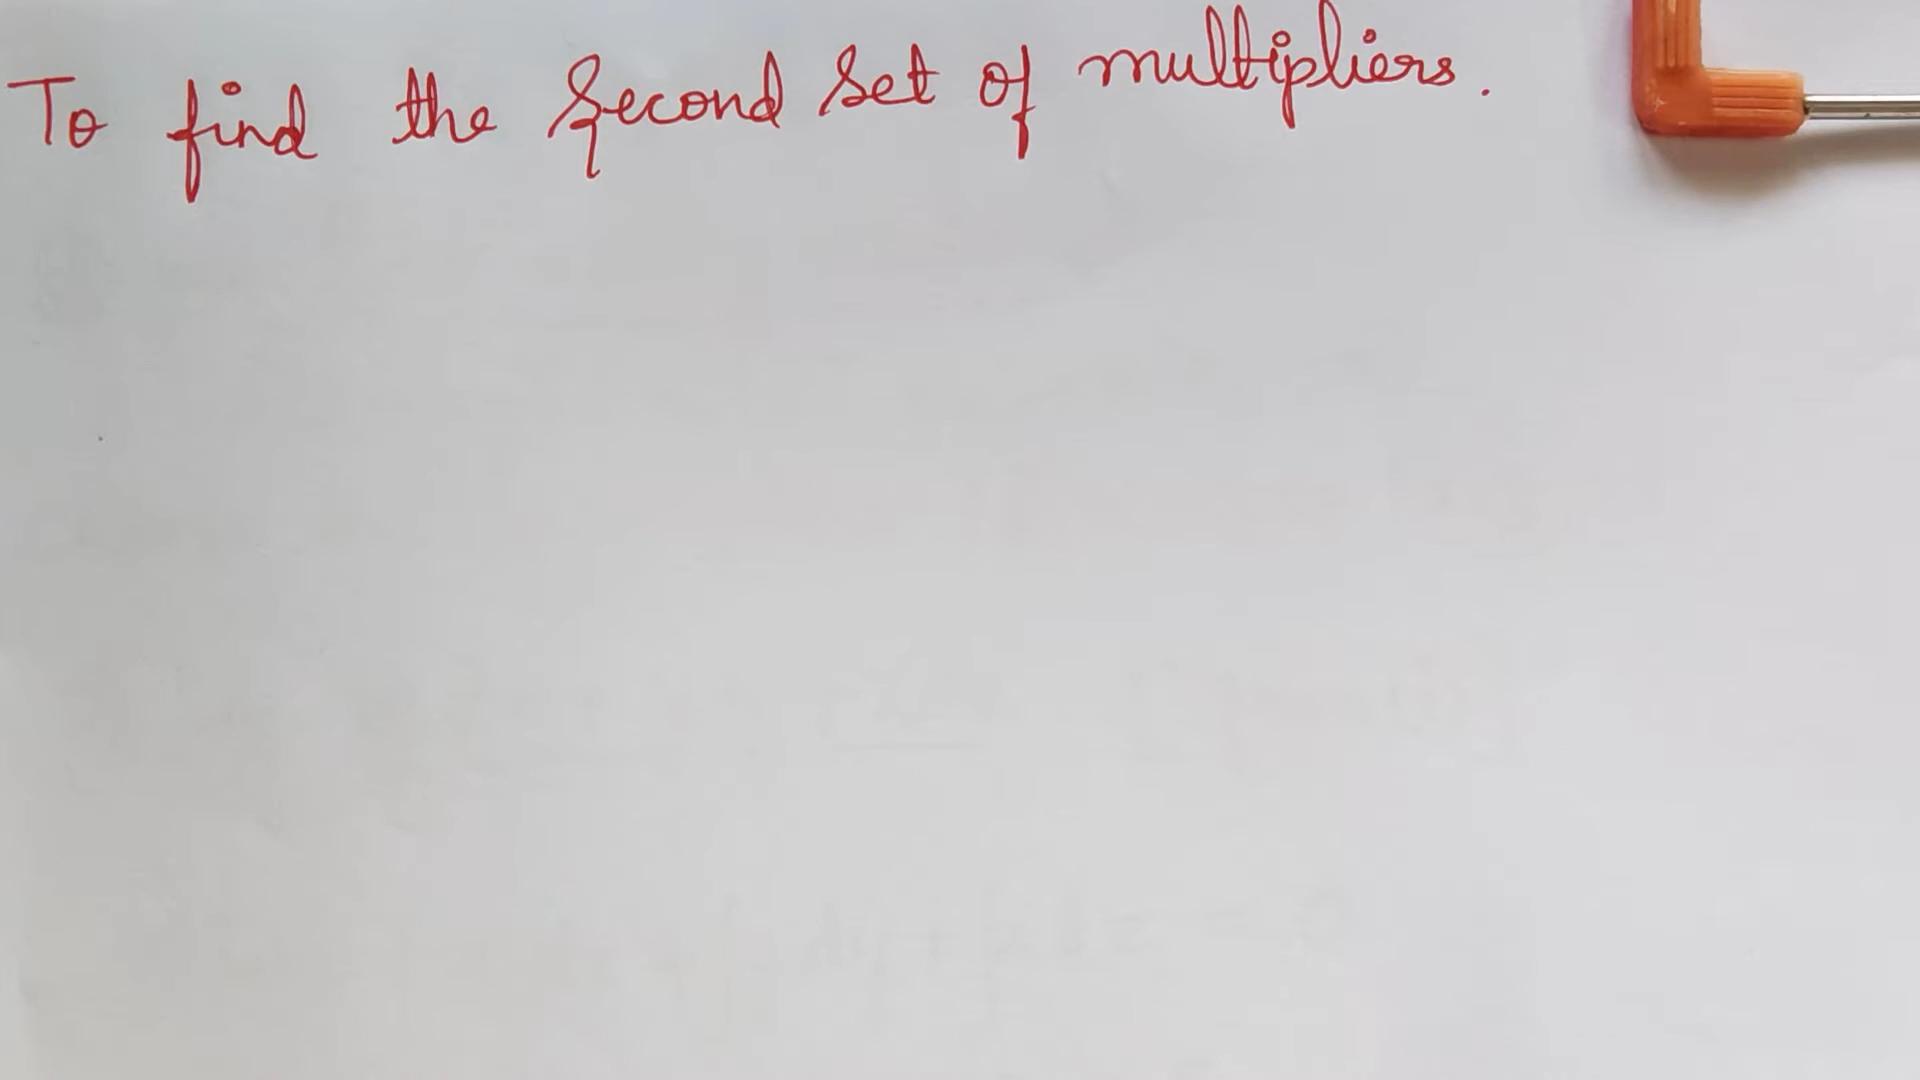 To find the Second Set of multipliers.